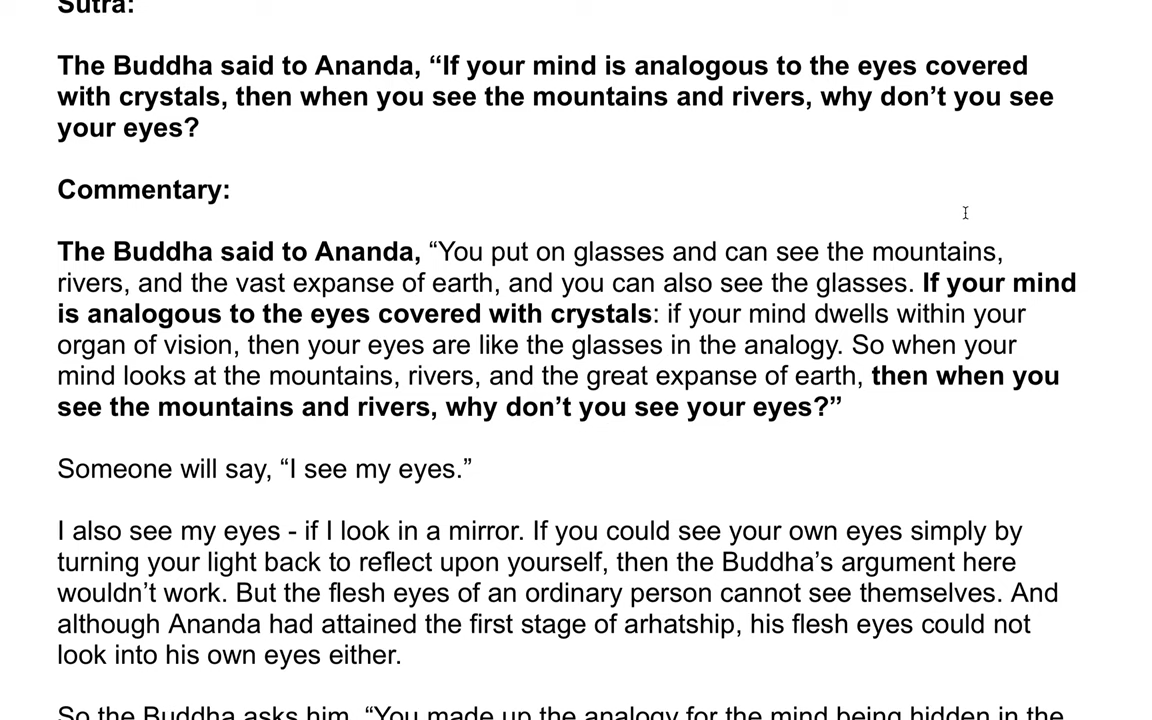 Sutra:
The Buddha said to Ananda, “If your mind is analogous to the eyes covered
with crystals, then when you see the mountains and rivers, why don’t you see
your eyes?
Commentary:
The Buddha said to Ananda, “You put on glasses and can see the mountains,
rivers, and the vast expanse of earth, and you can also see the glasses. If your mind
is analogous to the eyes covered with crystals: if your mind dwells within your
organ of vision, then your eyes are like the glasses in the analogy. So when your
mind looks at the mountains, rivers, and the great expanse of earth, then when you
see the mountains and rivers, why don’t you see your eyes?”
Someone will say, “I see my eyes.”
I also see my eyes - if I look in a mirror. If you could see your own eyes simply by
turning your light back to reflect upon yourself, then the Buddha’s argument here
wouldn’t work. But the flesh eyes of an ordinary person cannot see themselves. And
although Ananda had attained the first stage of arhatship, his flesh eyes could not
look into his own eyes either.
So the Buddha asks him, “You made up the analogy for the mind being hidden in the